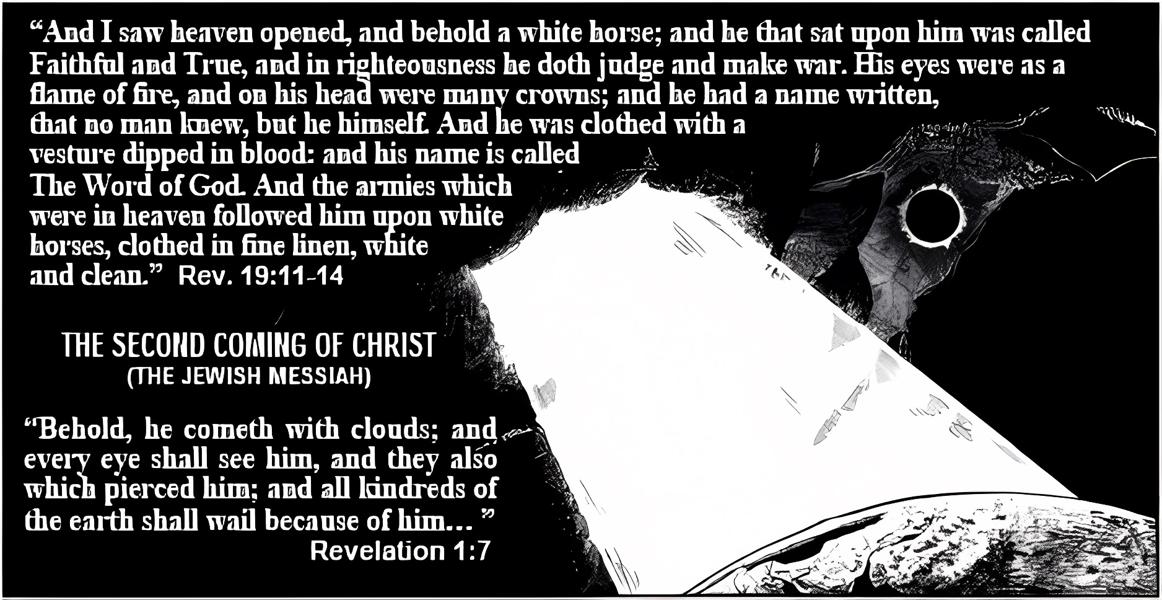 “And I saw heaven opened, and behold a white horse; and he that sat upon him was called
Faithful and True, and in righteousness he doth judge and make war. His eyes were as a
flame of fire, and on his head were many crowns; and he had a name written,
that no man knew, but he himself. And he was clothed with a
vesture dipped in blood: and his name is called
The Word of God. And the armies which
were in heaven followed him upon white
horses, clothed in fine linen, white
and clean.” Rev. 19:11-14
THE SECOND COMING OF CHRIST
(THE JEWISH MESSIAH)
“Behold, he cometh with clouds; and
every eye shall see him, and they also
which pierced him; and all kindreds of
the earth shall wail because of him... ”
Revelation 1:7